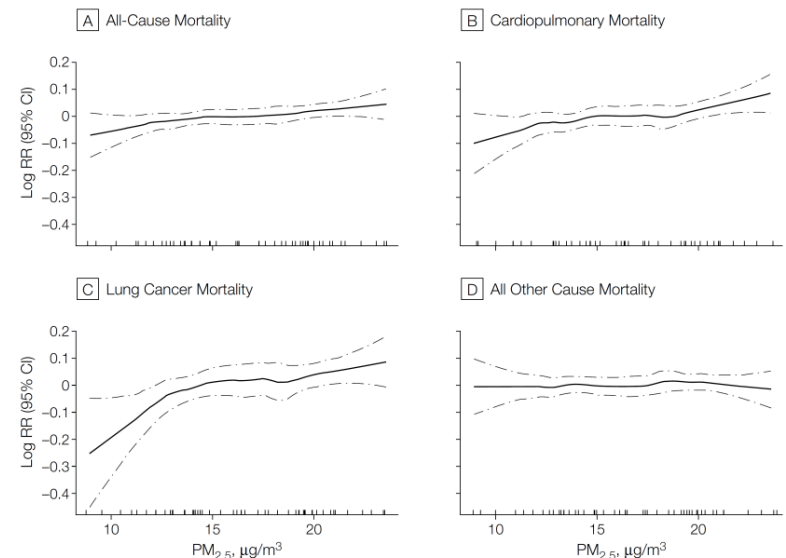 A All-Cause Mortality
B Cardiopulmonary Mortality
0.2
0.1
0
–0.1
–0.2
–0.3
–0.4
Log RR (95% CI)
C Lung Cancer Mortality
D All Other Cause Mortality
0.2
0.1
0
–0.1
–0.2
–0.3
–0.4
Log RR (95% CI)
10 15 20
10 15 20
PM2.5, μg/m³
PM2.5, μg/m³